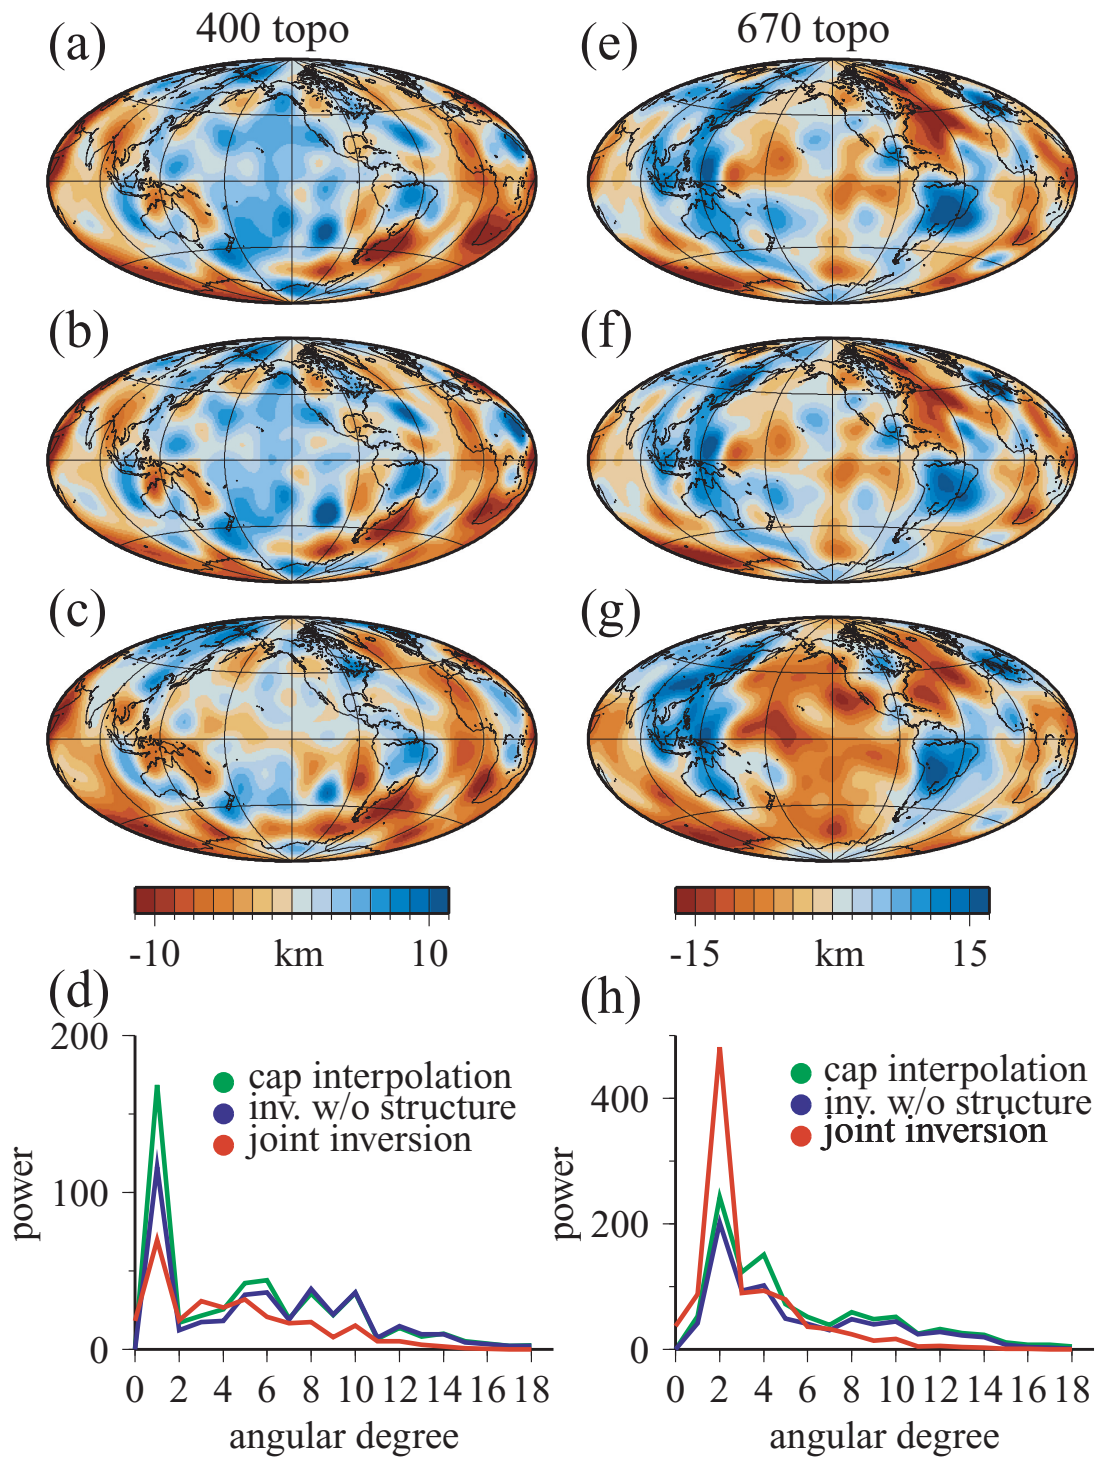 (a) 400 topo
(e) 670 topo
(b)
(f)
(c)
(g)
-10 km 10
-15 km 15
(d)
200
100
0
power
cap interpolation
inv. w/o structure
joint inversion
0 2 4 6 8 10 12 14 16 18
angular degree
(h)
400
200
0
power
cap interpolation
inv. w/o structure
joint inversion
0 2 4 6 8 10 12 14 16 18
angular degree